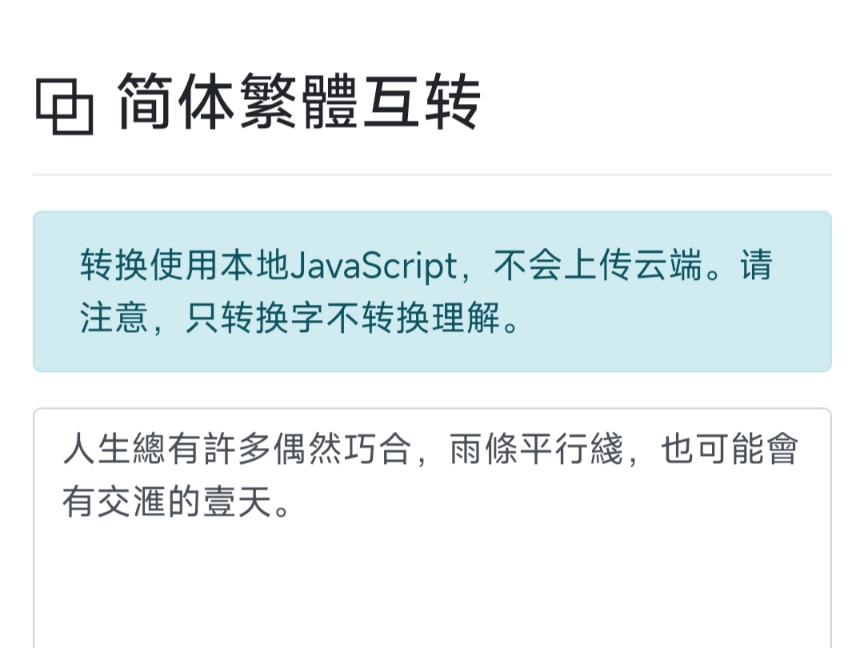 简体繁體互转
转换使用本地JavaScript，不会上传云端。请
注意，只转换字不转换理解。
人生總有許多偶然巧合，雨條平行綫，也可能會
有交滙的壹天。